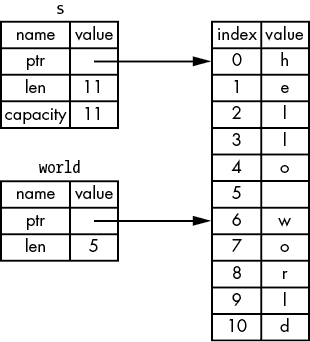 s
name value
ptr
len 11
capacity 11
world
name value
ptr
len 5
index value
0 h
1 e
2 l
3 l
4 o
5
6 w
7 o
8 r
9 l
10 d